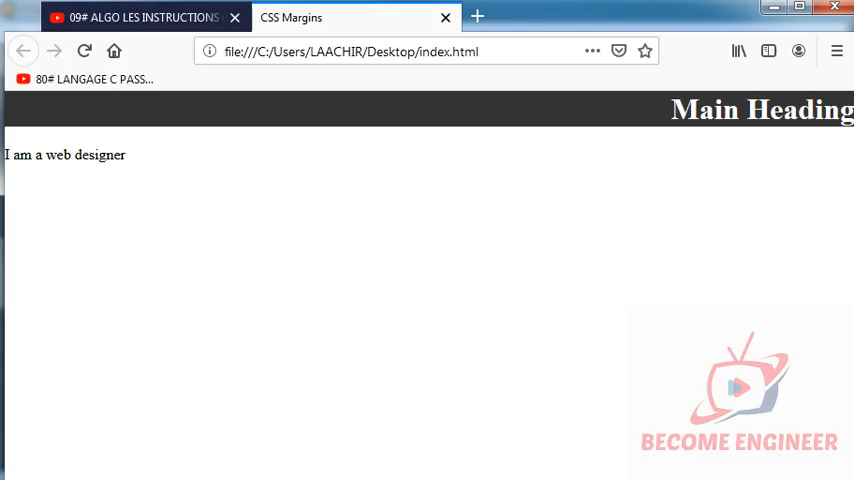 09# ALGO LES INSTRUCTIONS
CSS Margins
file:///C:/Users/LAACHIR/Desktop/index.html
80# LANGAGE C PASS...
Main Heading
I am a web designer
BECOME ENGINEER